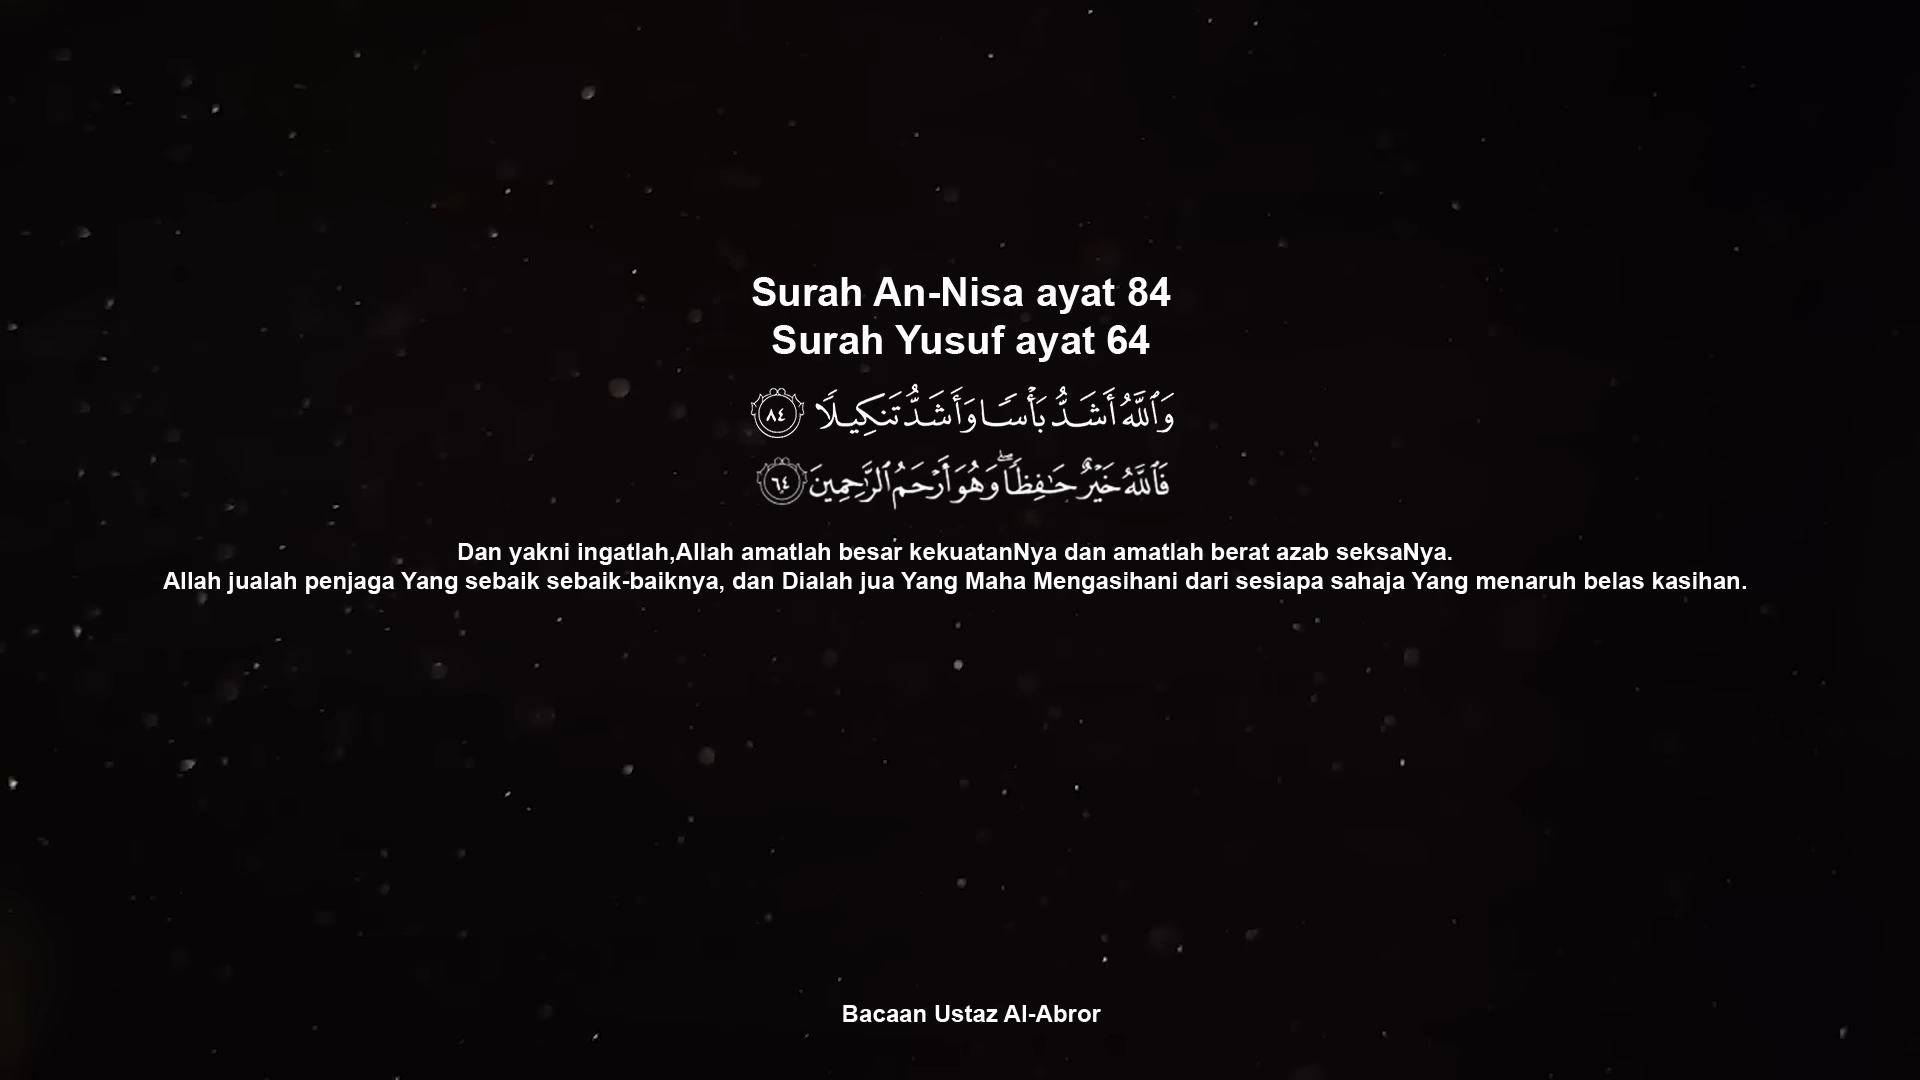 Surah An-Nisa ayat 84
Surah Yusuf ayat 64
وَٱللَّهُ أَشَدُّ بَأْسًا وَأَشَدُّ تَنكِيلًا ٨٤
فَٱللَّهُ خَيْرٌ حَـٰفِظًا ۖ وَهُوَ أَرْحَمُ ٱلرَّٰحِمِينَ ٦٤
Dan yakni ingatlah,Allah amatlah besar kekuatanNya dan amatlah berat azab seksaNya.
Allah jualah penjaga Yang sebaik sebaik-baiknya, dan Dialah jua Yang Maha Mengasihani dari sesiapa sahaja Yang menaruh belas kasihan.
Bacaan Ustaz Al-Abror